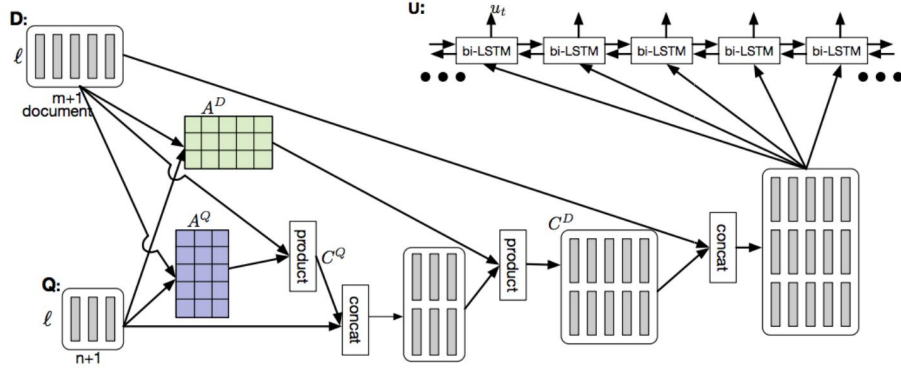 D:
ℓ
m+1
document
A^D
U:
u_t
bi-LSTM
bi-LSTM
bi-LSTM
bi-LSTM
bi-LSTM
A^Q
product
C^Q
product
C^D
concat
Q:
ℓ
n+1
concat